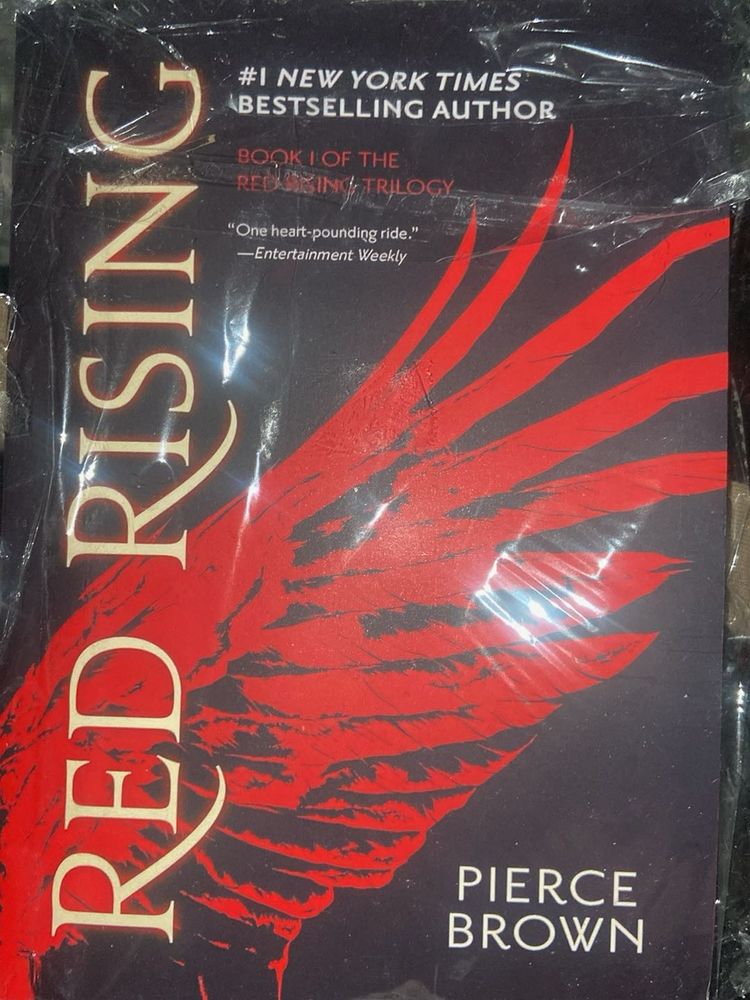 #1 NEW YORK TIMES
BESTSELLING AUTHOR
BOOK I OF THE
RED RISING TRILOGY
“One heart-pounding ride.”
—Entertainment Weekly
RED RISING
PIERCE
BROWN